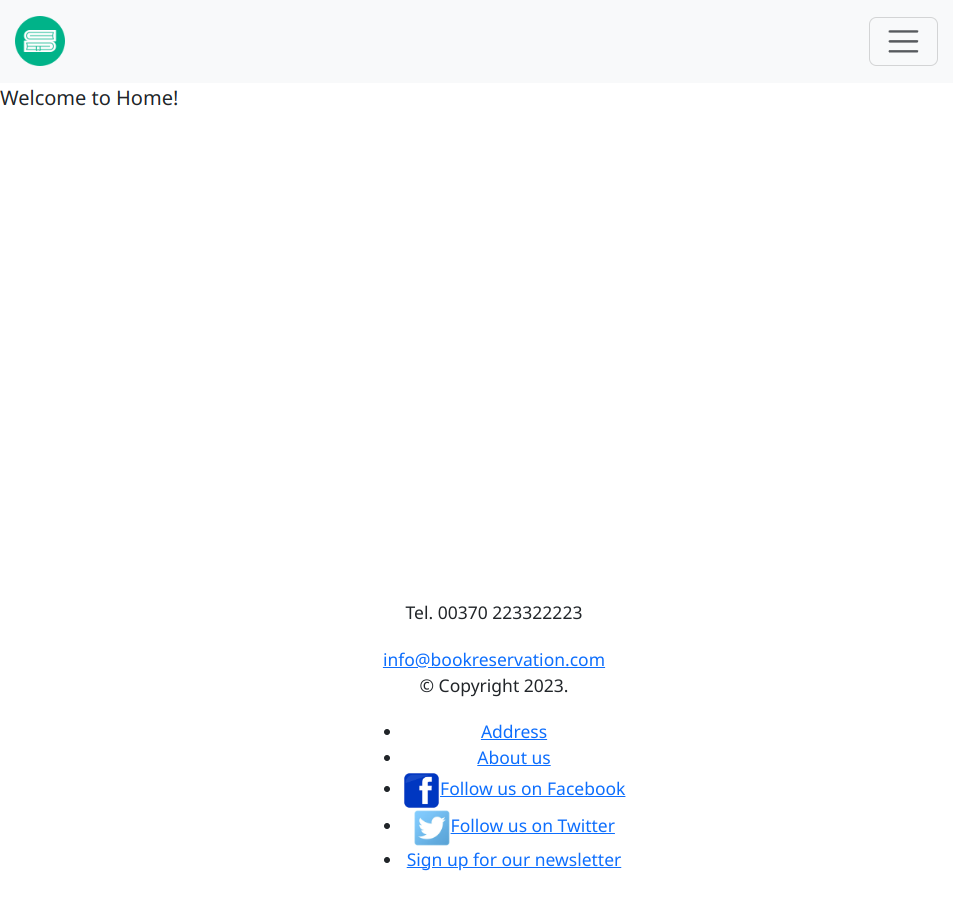 Welcome to Home!
Tel. 00370 223322223
info@bookreservation.com
© Copyright 2023.
Address
About us
Follow us on Facebook
Follow us on Twitter
Sign up for our newsletter